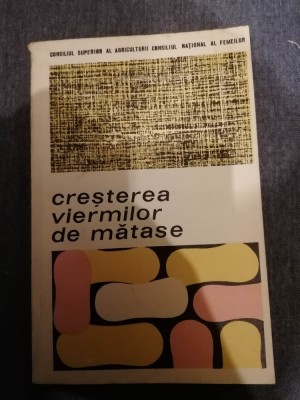 CONSILIUL SUPERIOR AL AGRICULTURII CONSILIUL NAȚIONAL AL FEMEILOR
creșterea
viermilor
de mătase